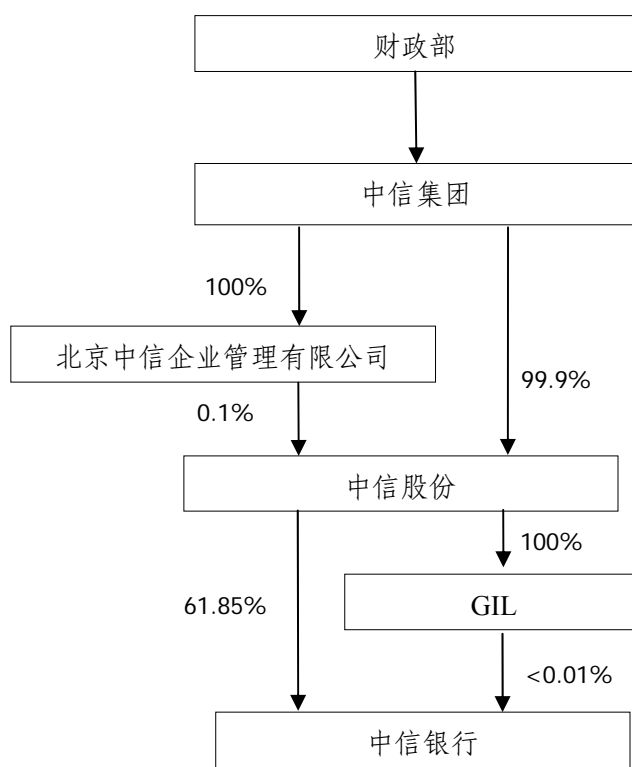 财政部
中信集团
100%
北京中信企业管理有限公司
99.9%
0.1%
中信股份
100%
61.85%
GIL
<0.01%
中信银行